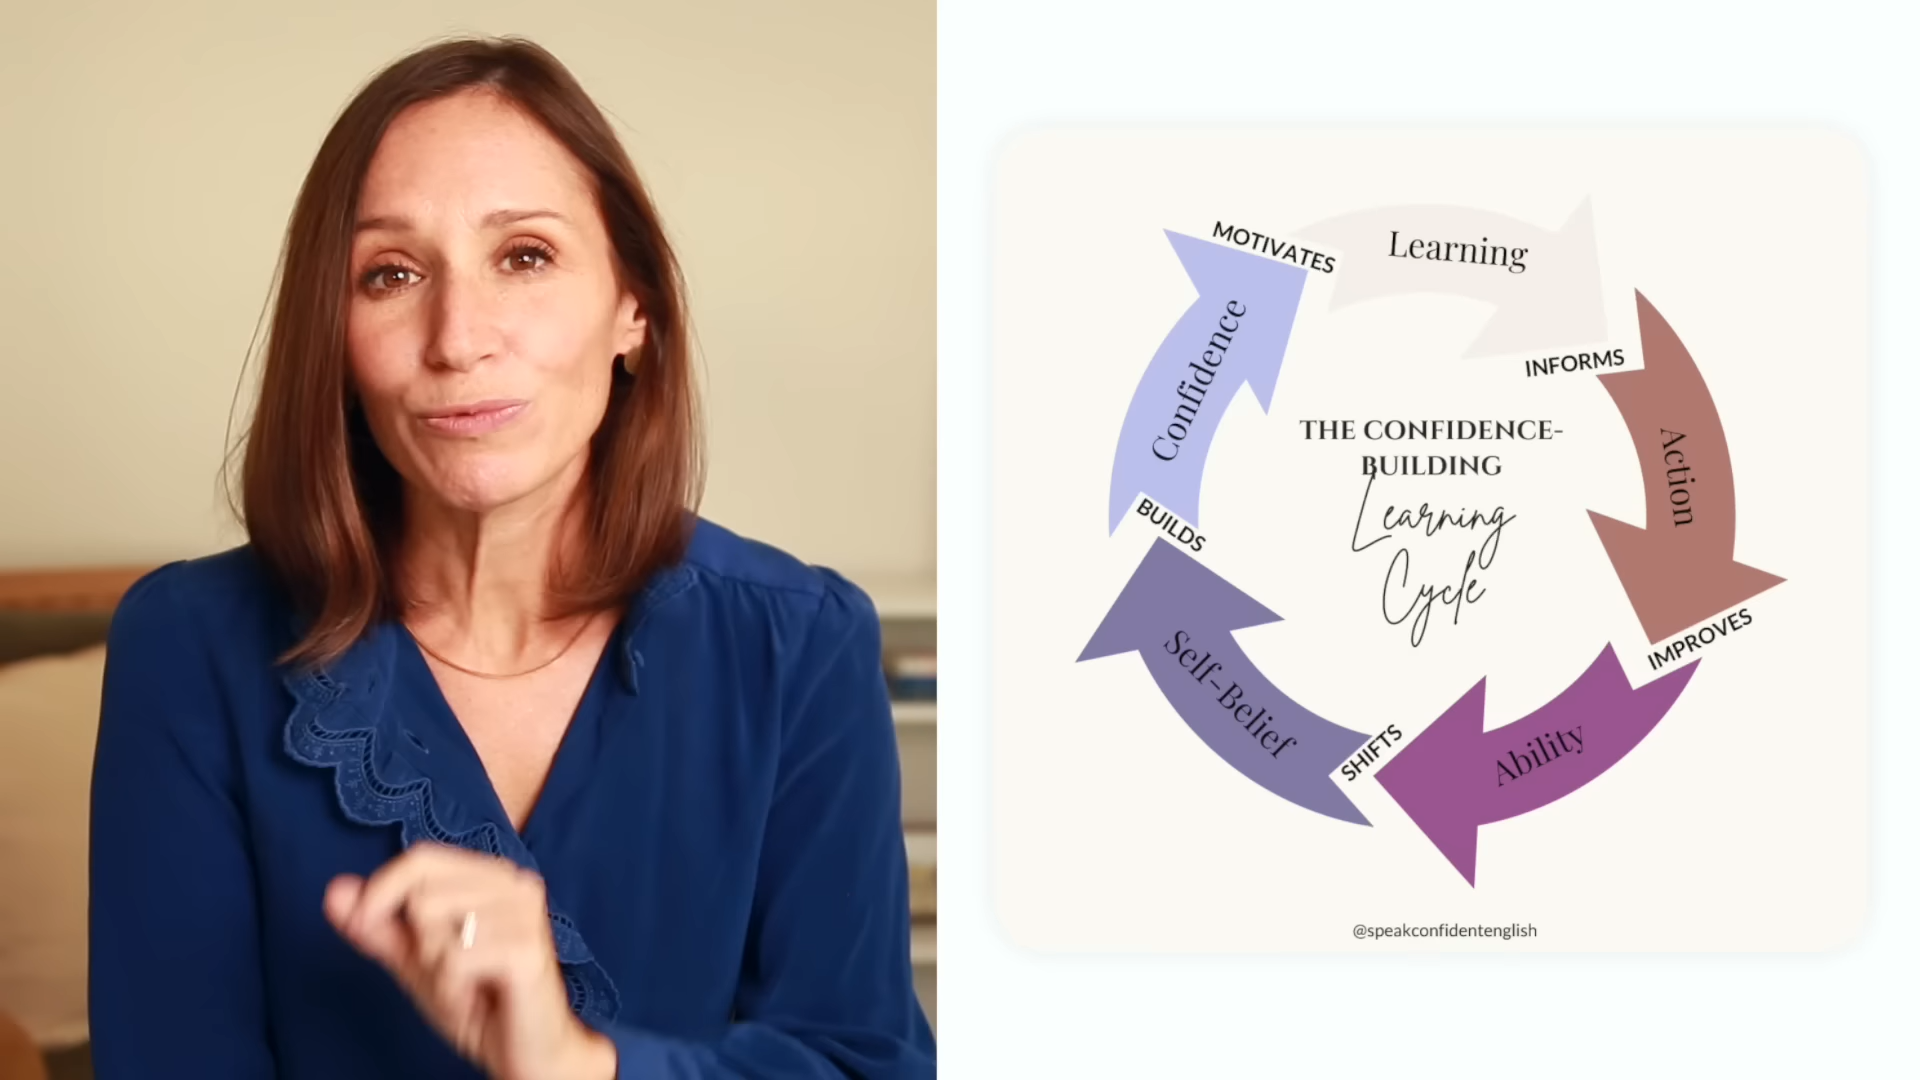 MOTIVATES
Learning
INFORMS
Action
IMPROVES
Ability
SHIFTS
Self-Belief
BUILDS
Confidence
THE CONFIDENCE-
BUILDING
Learning
Cycle
@speakconfidentenglish